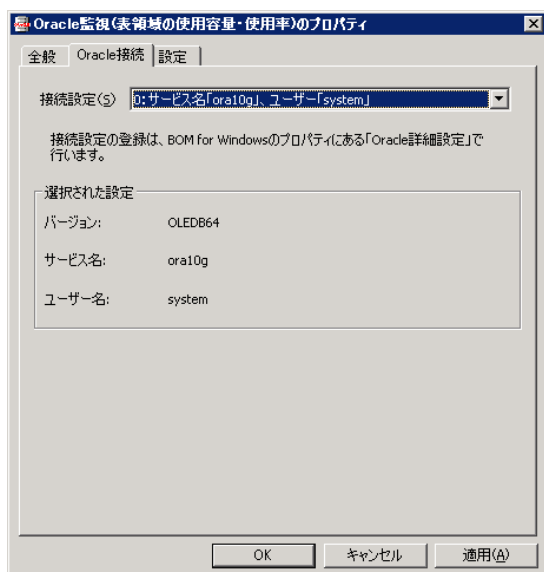 Oracle監視(表領域の使用容量・使用率)のプロパティ
全般 Oracle接続 設定
接続設定(S) 0:サービス名「ora10g」、ユーザー「system」
接続設定の登録は、BOM for Windowsのプロパティにある「Oracle詳細設定」で
行います。
選択された設定
バージョン: OLEDB64
サービス名: ora10g
ユーザー名: system
OK キャンセル 適用(A)